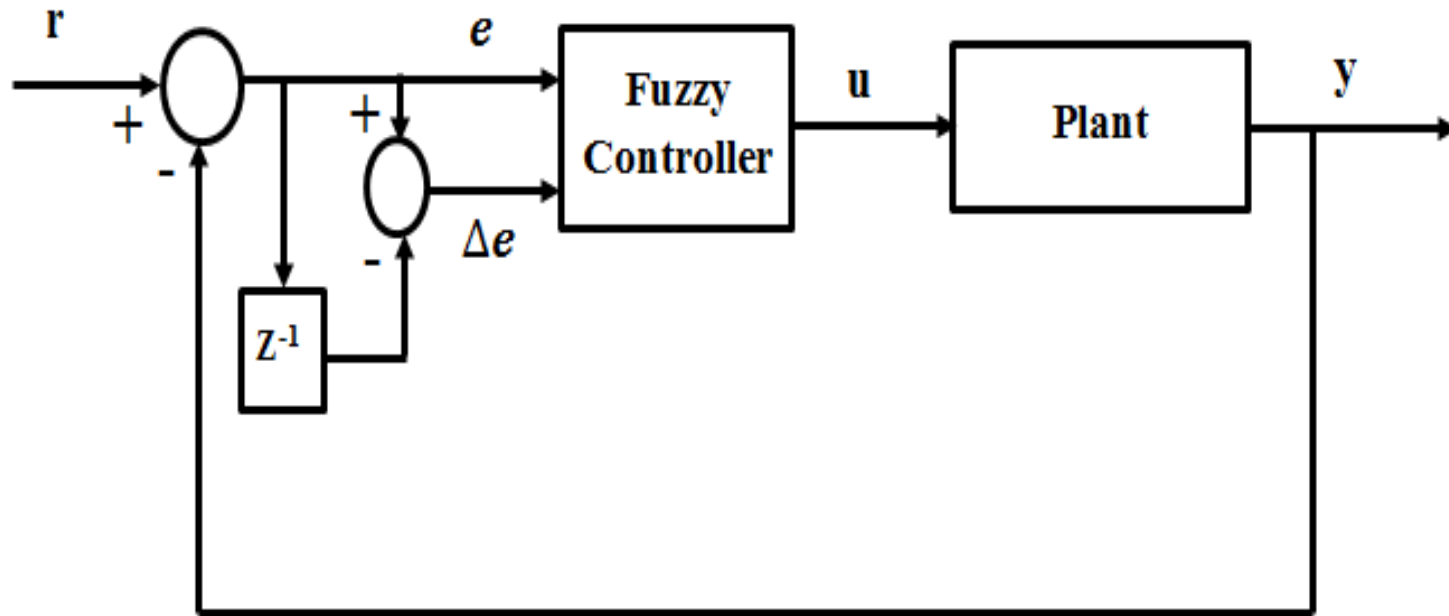 r
e
Fuzzy
Controller
u
Plant
y
+
-
+
-
Δe
Z⁻¹